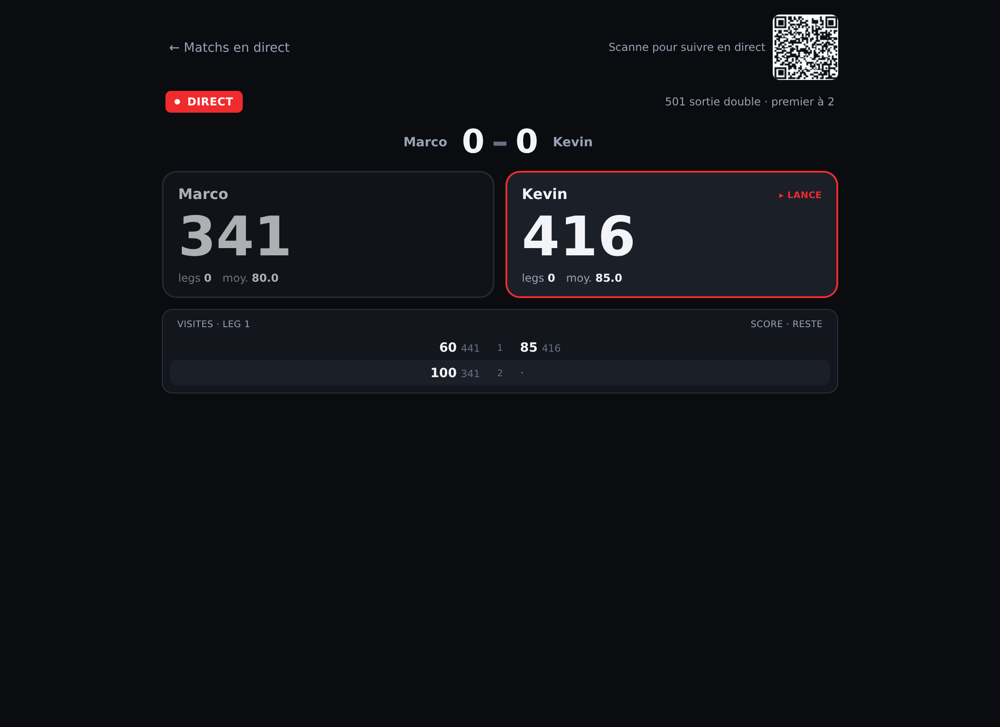 ← Matchs en direct
Scanne pour suivre en direct
DIRECT
501 sortie double · premier à 2
Marco 0 – 0 Kevin
Marco
341
legs 0 moy. 80.0
Kevin
▸ LANCE
416
legs 0 moy. 85.0
VISITES · LEG 1
SCORE · RESTE
60 441 1 85 416
100 341 2 ·